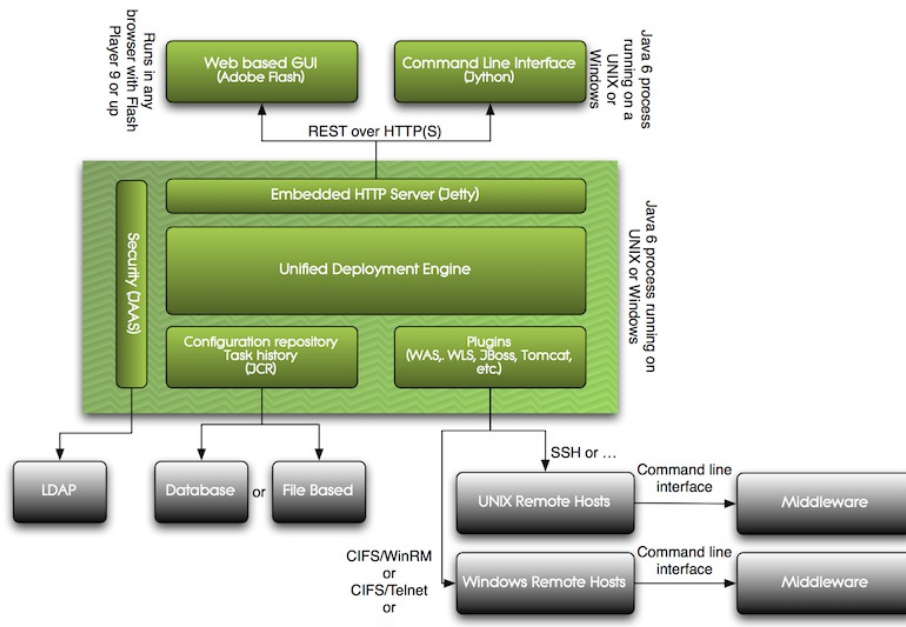 Runs in any
browser with Flash
Player 9 or up
Web based GUI
(Adobe Flash)
Command Line Interface
(Jython)
Java 6 process
running on a
UNIX or
Windows
REST over HTTP(S)
Embedded HTTP Server (Jetty)
Security (JAAS)
Unified Deployment Engine
Java 6 process running on
UNIX or Windows
Configuration repository
Task history
(JCR)
Plugins
(WAS,. WLS, JBoss, Tomcat,
etc.)
LDAP
Database
or
File Based
SSH or ...
UNIX Remote Hosts
Command line
interface
Middleware
CIFS/WinRM
or
CIFS/Telnet
or
Windows Remote Hosts
Command line
interface
Middleware